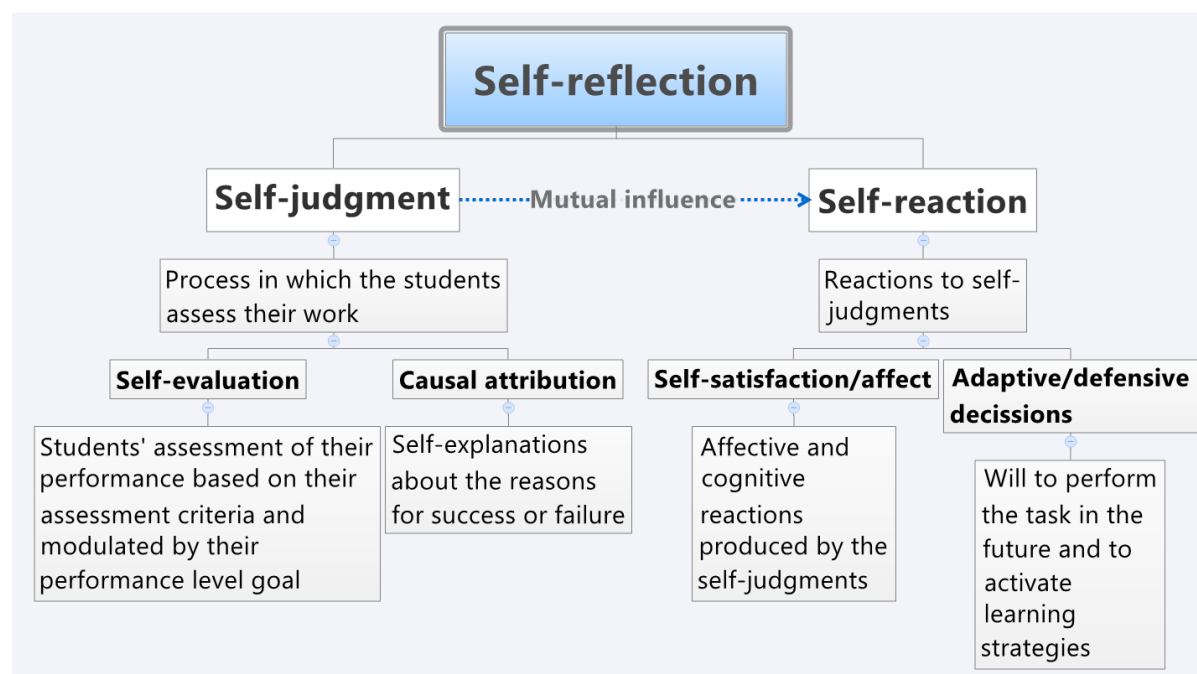 Self-reflection
Self-judgment
Mutual influence
Self-reaction
Process in which the students
assess their work
Reactions to self-
judgments
Self-evaluation
Causal attribution
Self-satisfaction/affect
Adaptive/defensive
decissions
Students' assessment of their
performance based on their
assessment criteria and
modulated by their
performance level goal
Self-explanations
about the reasons
for success or failure
Affective and
cognitive
reactions
produced by the
self-judgments
Will to perform
the task in the
future and to
activate
learning
strategies